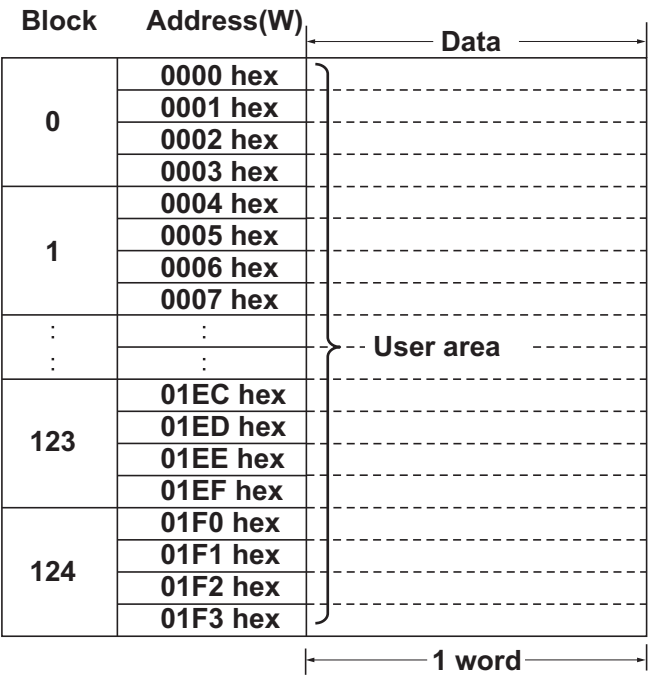 Block Address(W) Data
0
0000 hex
0001 hex
0002 hex
0003 hex
1
0004 hex
0005 hex
0006 hex
0007 hex
: :
: :
User area
123
01EC hex
01ED hex
01EE hex
01EF hex
124
01F0 hex
01F1 hex
01F2 hex
01F3 hex
1 word